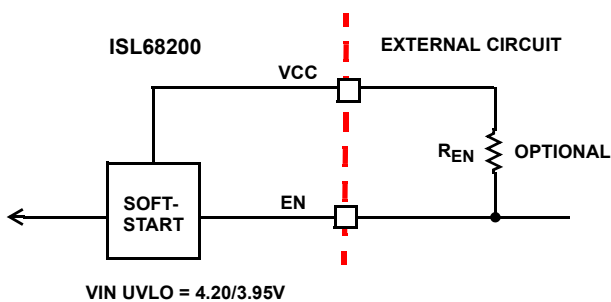 ISL68200
EXTERNAL CIRCUIT
VCC
REN
OPTIONAL
SOFT-
START
EN
VIN UVLO = 4.20/3.95V